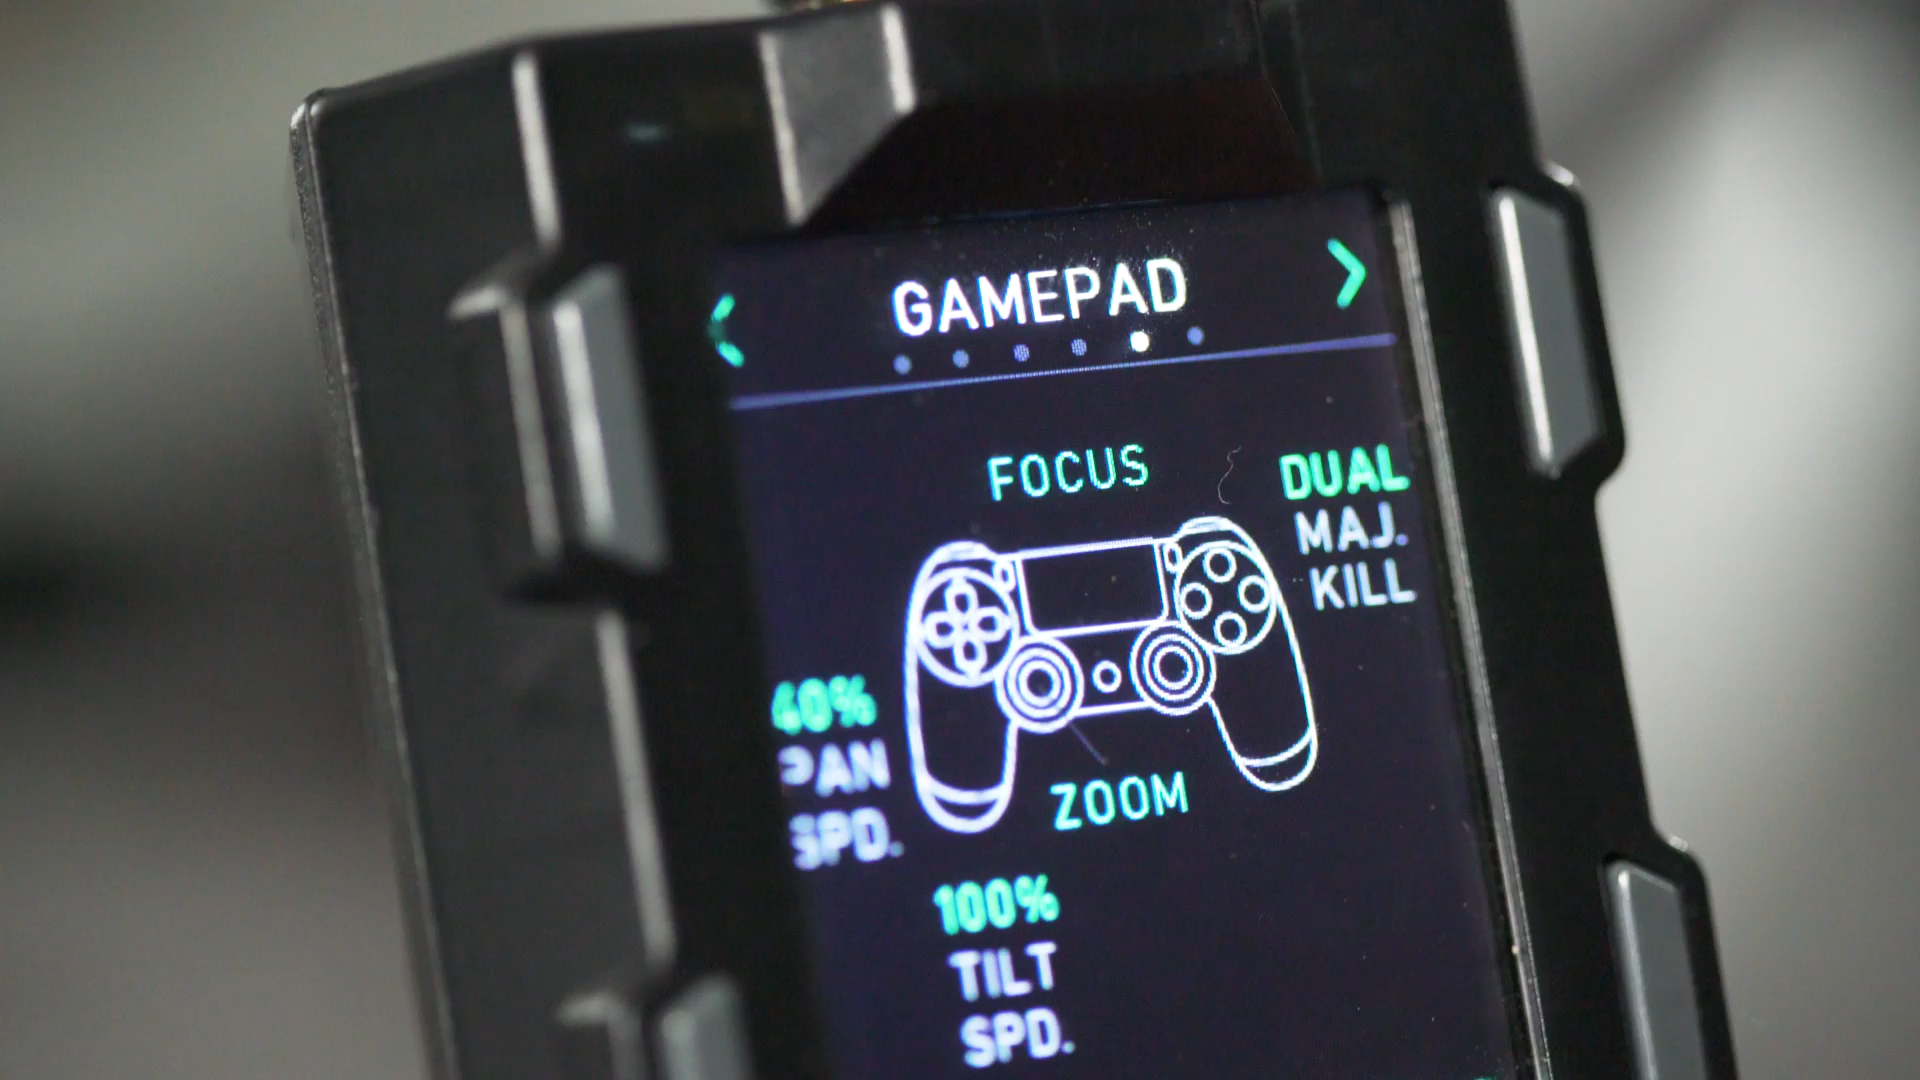 GAMEPAD
FOCUS
DUAL
MAJ.
KILL
40%
PAN
SPD.
ZOOM
100%
TILT
SPD.